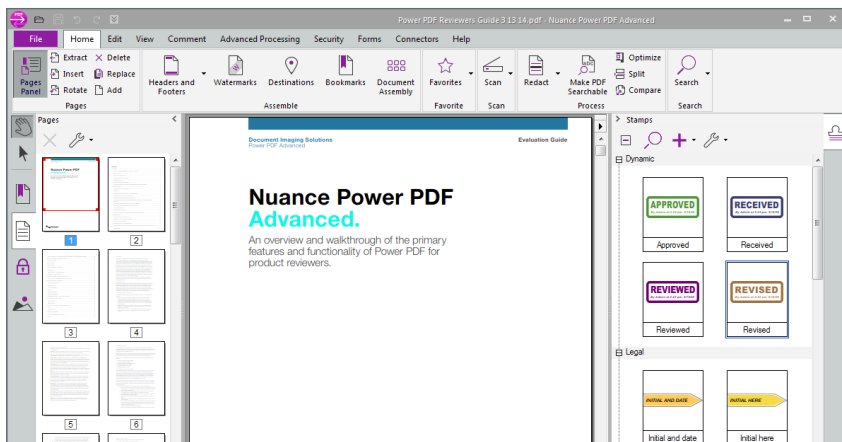 Power PDF Reviewers Guide 3 13 14.pdf - Nuance Power PDF Advanced
File Home Edit View Comment Advanced Processing Security Forms Connectors Help
Pages Panel
Extract Delete
Insert Replace
Rotate Add
Pages
Headers and Footers
Watermarks
Destinations
Bookmarks
Document Assembly
Assemble
Favorites
Favorite
Scan
Scan
Redact
Make PDF Searchable
Optimize
Split
Compare
Process
Search
Search
Pages
1
2
3
4
5
6
Document Imaging Solutions
Power PDF Advanced
Evaluation Guide
Nuance Power PDF
Advanced.
An overview and walkthrough of the primary
features and functionality of Power PDF for
product reviewers.
Stamps
Dynamic
APPROVED
Approved
RECEIVED
Received
REVIEWED
Reviewed
REVISED
Revised
Legal
INITIAL AND DATE
Initial and date
INITIAL HERE
Initial here